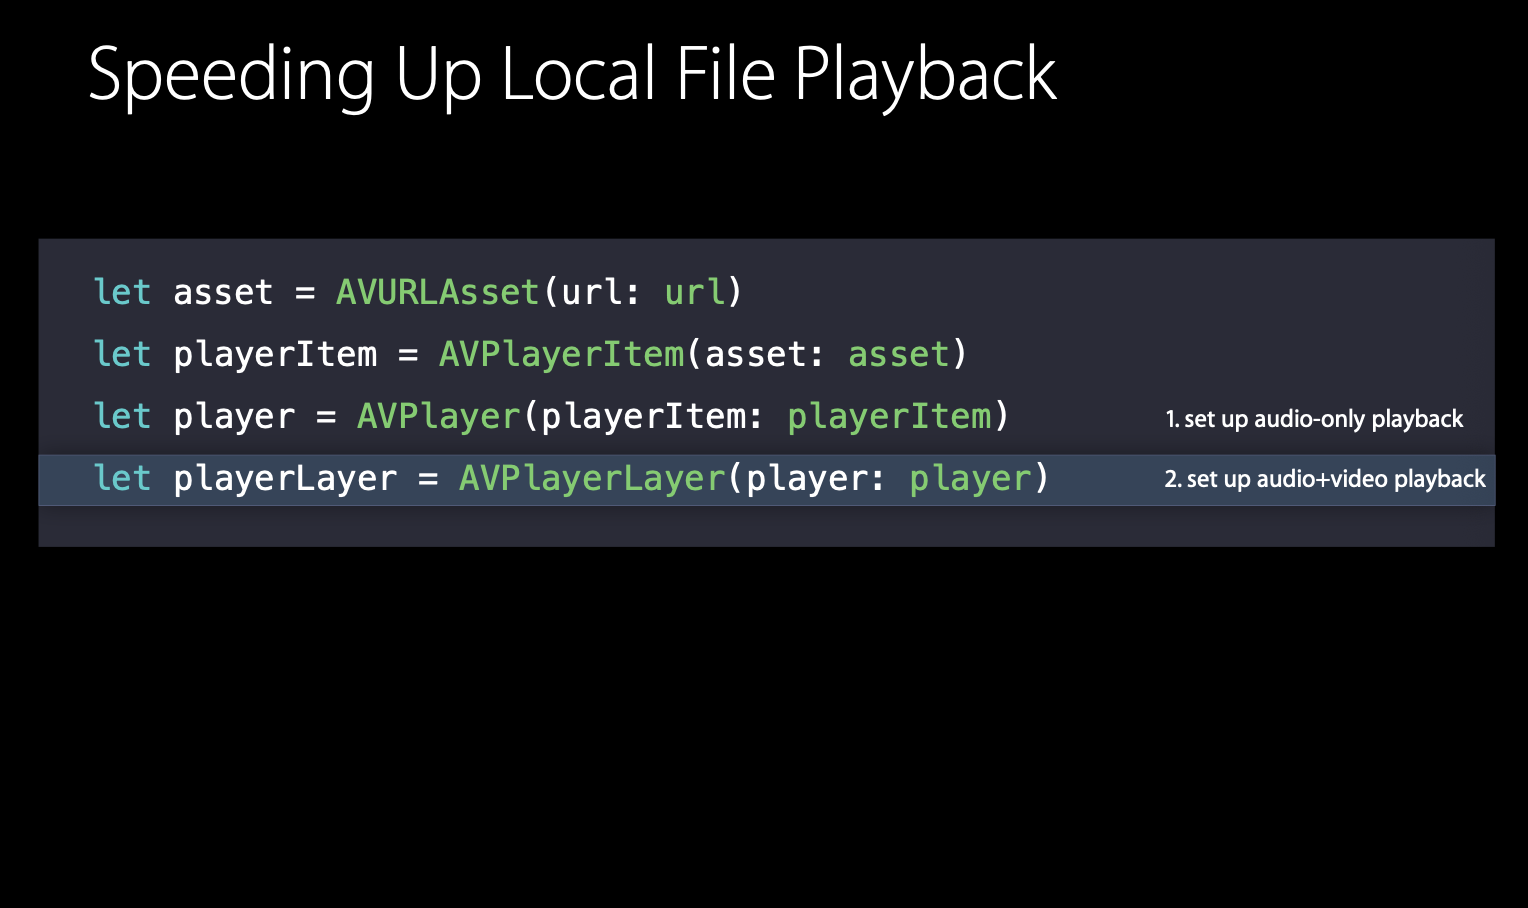 Speeding Up Local File Playback
let asset = AVURLAsset(url: url)
let playerItem = AVPlayerItem(asset: asset)
let player = AVPlayer(playerItem: playerItem) 1. set up audio-only playback
let playerLayer = AVPlayerLayer(player: player) 2. set up audio+video playback